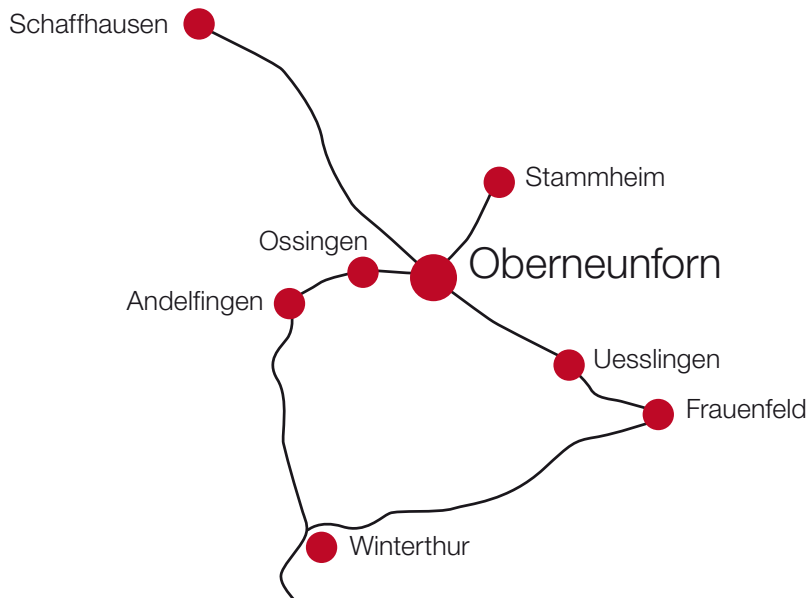 Schaffhausen
Stammheim
Ossingen
Oberneunforn
Andelfingen
Uesslingen
Frauenfeld
Winterthur